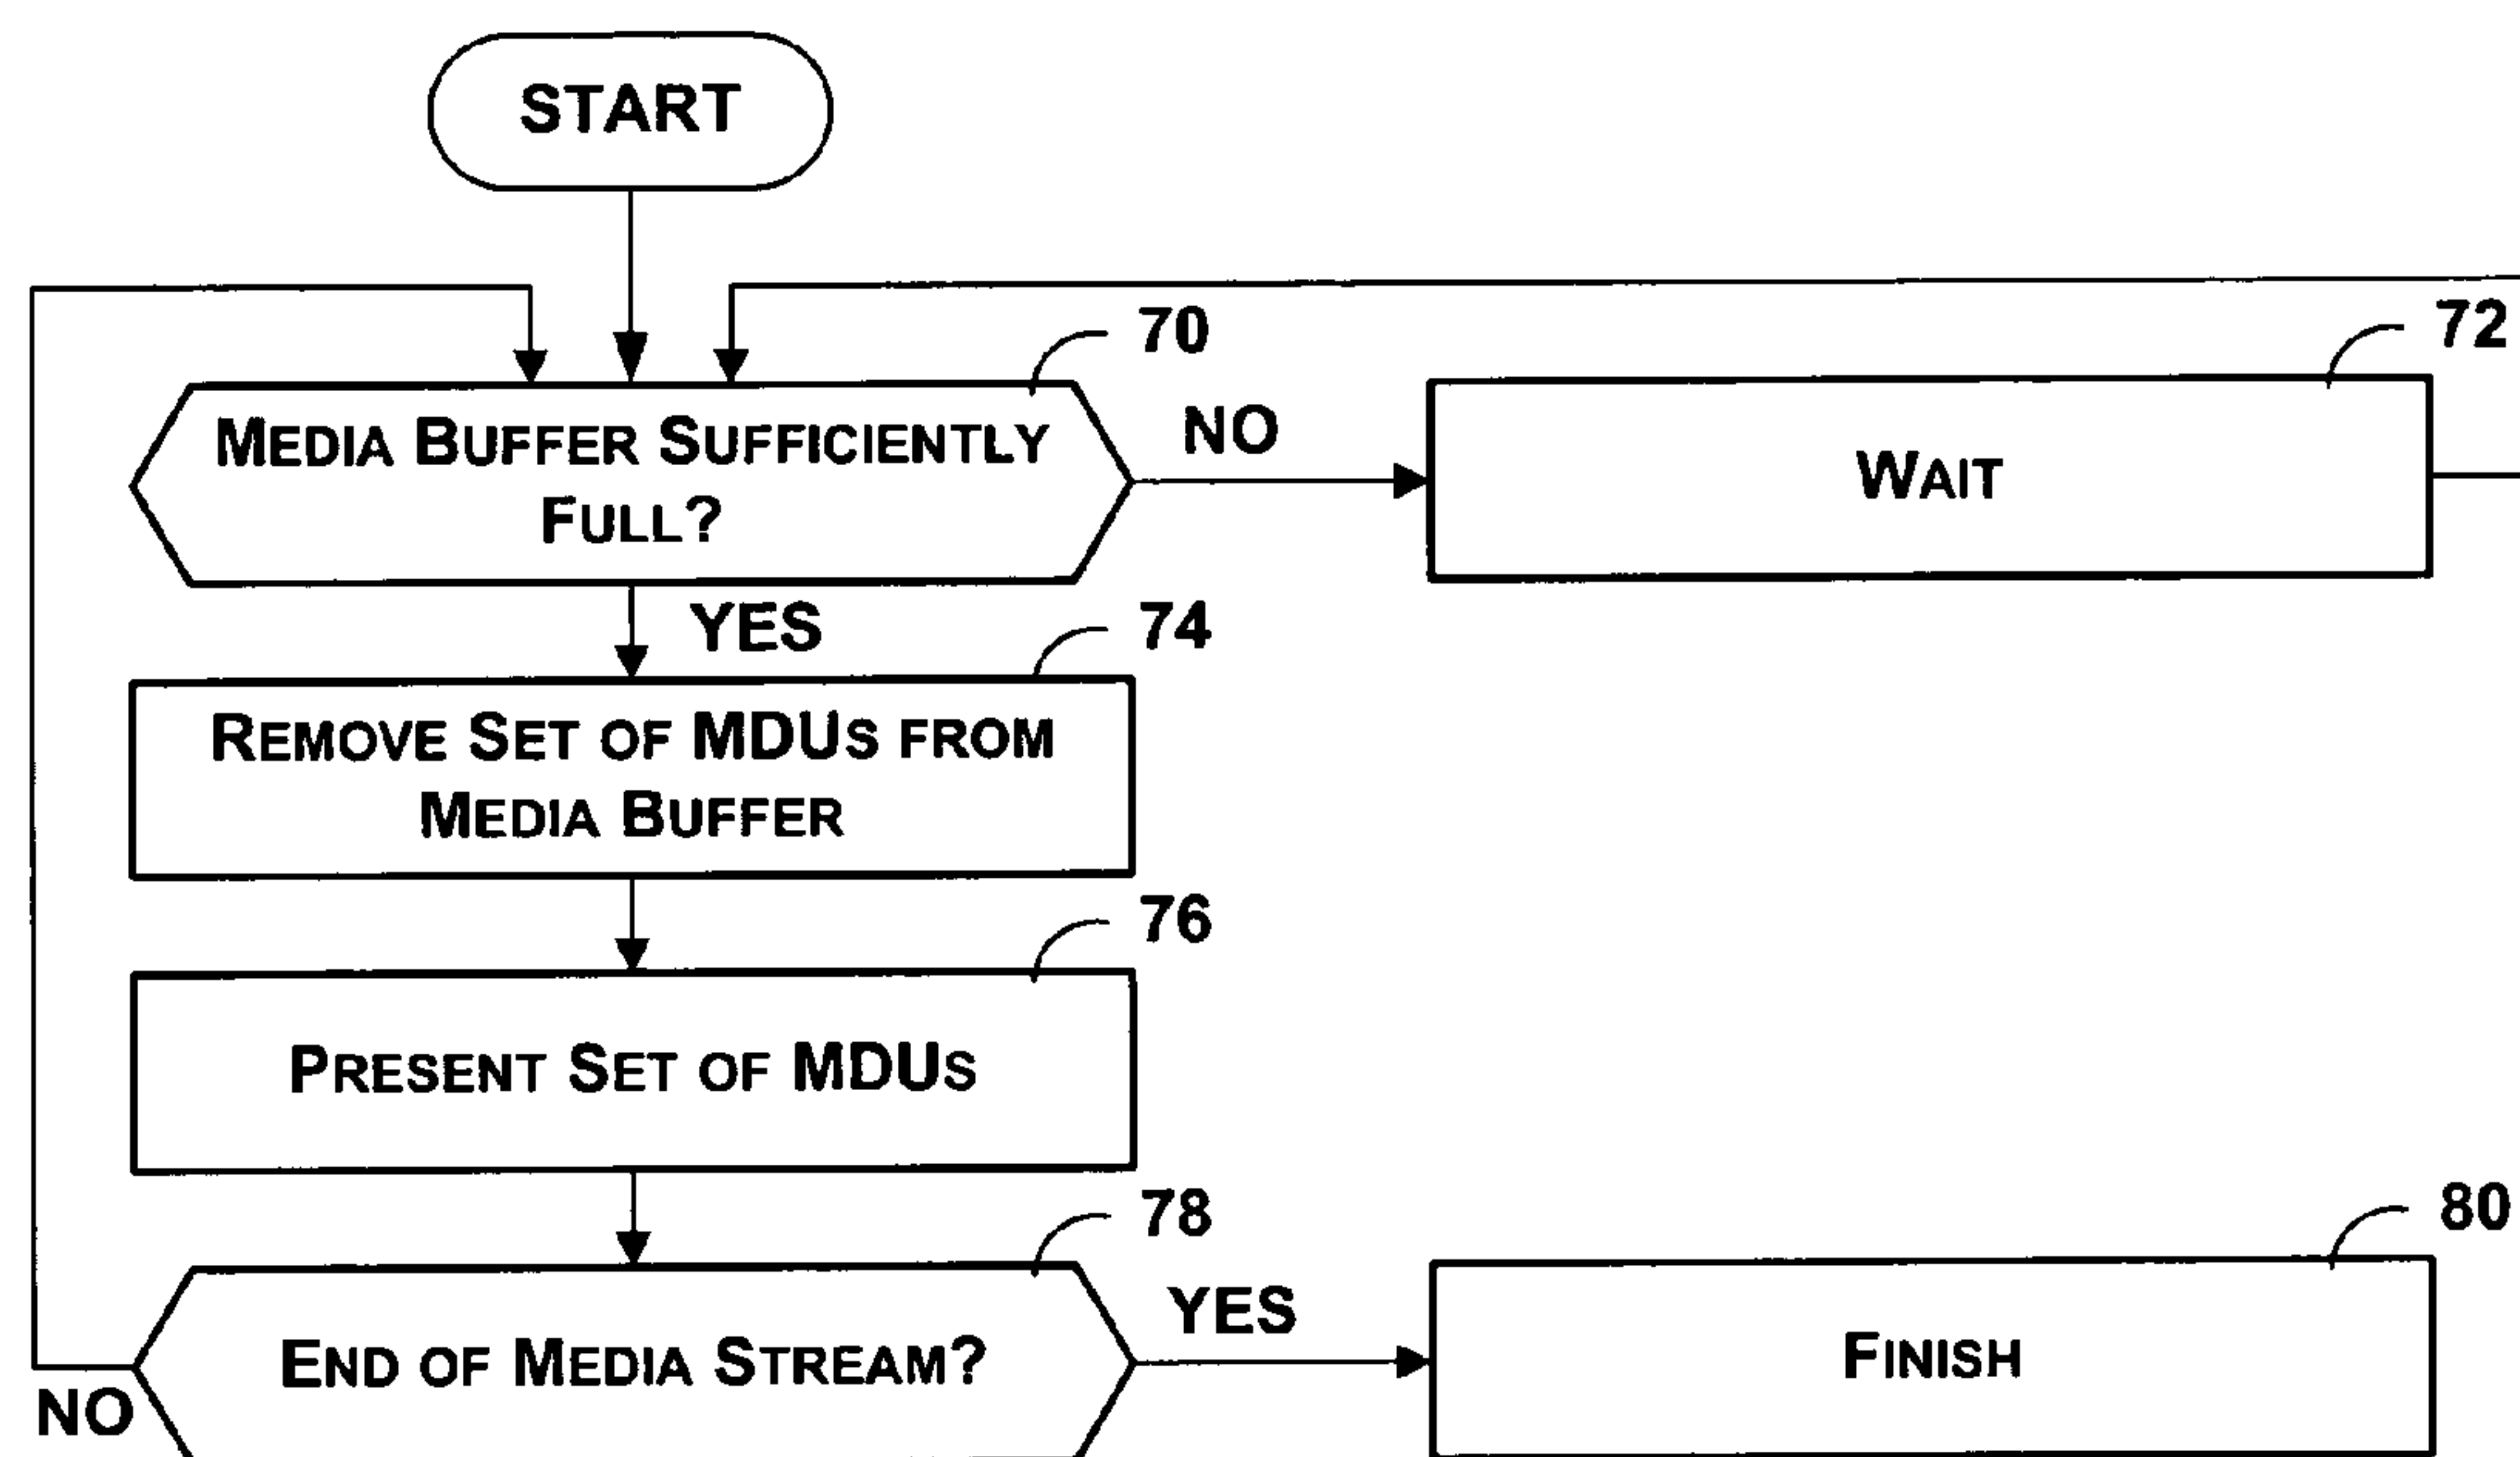 START
70
72
MEDIA BUFFER SUFFICIENTLY
FULL?
NO
WAIT
YES
74
REMOVE SET OF MDUS FROM
MEDIA BUFFER
76
PRESENT SET OF MDUS
78
80
END OF MEDIA STREAM?
YES
FINISH
NO